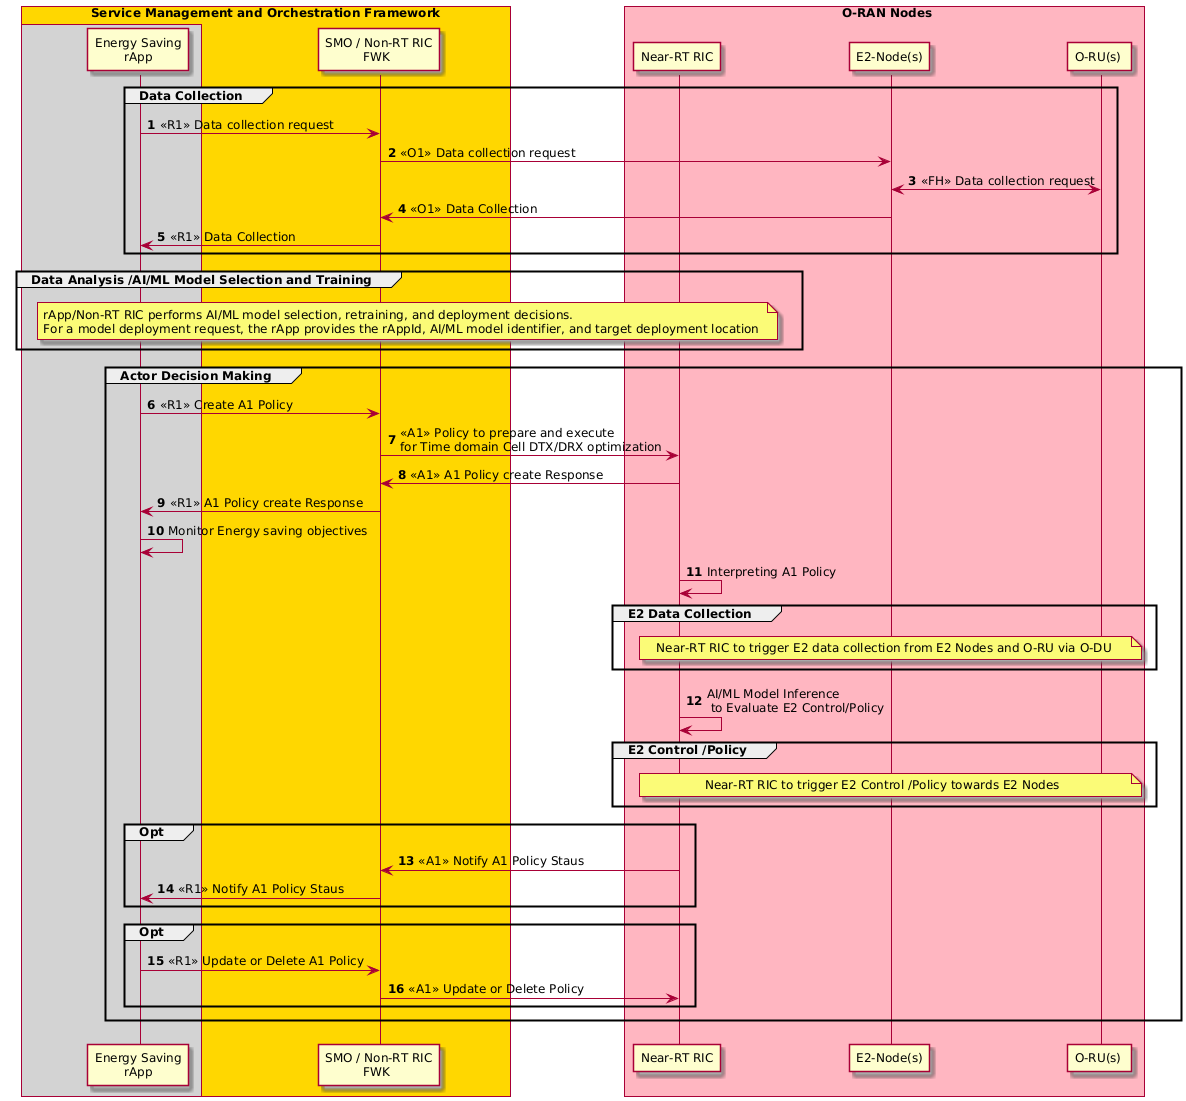 Service Management and Orchestration Framework
O-RAN Nodes
Energy Saving
rApp
SMO / Non-RT RIC
FWK
Near-RT RIC
E2-Node(s)
O-RU(s)
Data Collection
1 «R1» Data collection request
2 «O1» Data collection request
3 «FH» Data collection request
4 «O1» Data Collection
5 «R1» Data Collection
Data Analysis /AI/ML Model Selection and Training
rApp/Non-RT RIC performs AI/ML model selection, retraining, and deployment decisions.
For a model deployment request, the rApp provides the rAppId, AI/ML model identifier, and target deployment location
Actor Decision Making
6 «R1» Create A1 Policy
7 «A1» Policy to prepare and execute
for Time domain Cell DTX/DRX optimization
8 «A1» A1 Policy create Response
9 «R1» A1 Policy create Response
10 Monitor Energy saving objectives
11 Interpreting A1 Policy
E2 Data Collection
Near-RT RIC to trigger E2 data collection from E2 Nodes and O-RU via O-DU
12 AI/ML Model Inference
to Evaluate E2 Control/Policy
E2 Control /Policy
Near-RT RIC to trigger E2 Control /Policy towards E2 Nodes
Opt
13 «A1» Notify A1 Policy Staus
14 «R1» Notify A1 Policy Staus
Opt
15 «R1» Update or Delete A1 Policy
16 «A1» Update or Delete Policy
Energy Saving
rApp
SMO / Non-RT RIC
FWK
Near-RT RIC
E2-Node(s)
O-RU(s)